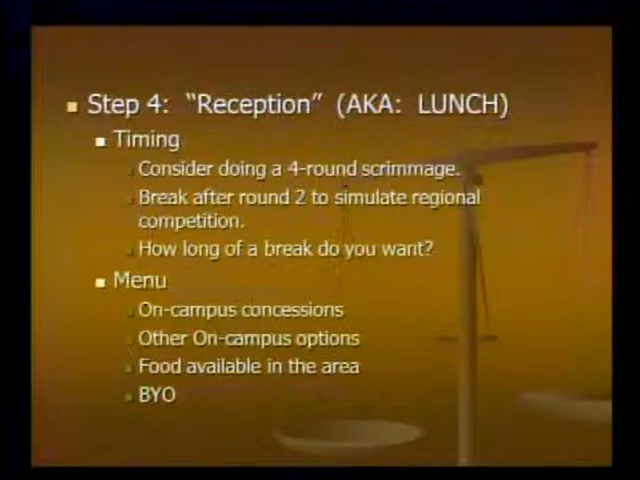 Step 4: “Reception” (AKA: LUNCH)
Timing
Consider doing a 4-round scrimmage.
Break after round 2 to simulate regional
competition.
How long of a break do you want?
Menu
On-campus concessions
Other On-campus options
Food available in the area
BYO